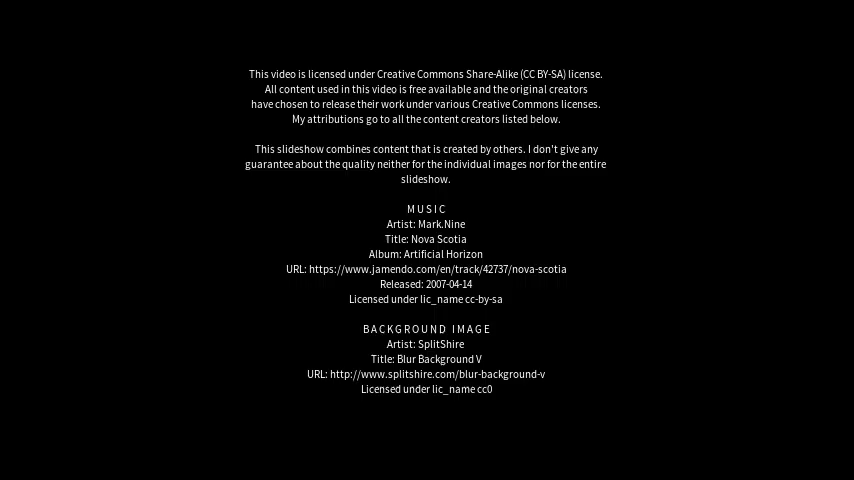 This video is licensed under Creative Commons Share-Alike (CC BY-SA) license.
All content used in this video is free available and the original creators
have chosen to release their work under various Creative Commons licenses.
My attributions go to all the content creators listed below.
This slideshow combines content that is created by others. I don't give any
guarantee about the quality neither for the individual images nor for the entire
slideshow.
MUSIC
Artist: Mark.Nine
Title: Nova Scotia
Album: Artificial Horizon
URL: https://www.jamendo.com/en/track/42737/nova-scotia
Released: 2007-04-14
Licensed under lic_name cc-by-sa
BACKGROUND IMAGE
Artist: SplitShire
Title: Blur Background V
URL: http://www.splitshire.com/blur-background-v
Licensed under lic_name cc0